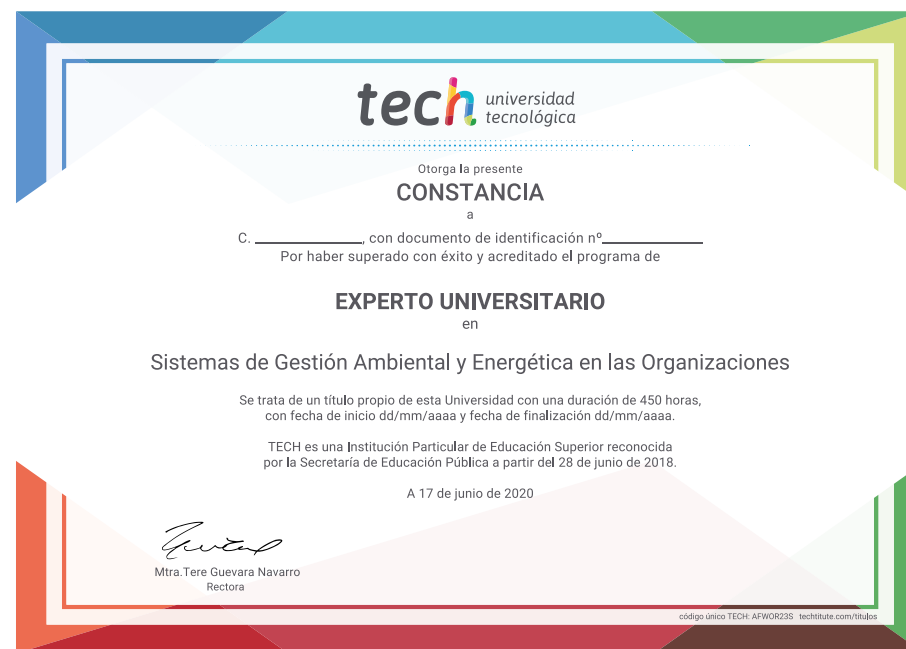 tech universidad
tecnológica
Otorga la presente
CONSTANCIA
a
C. ______________, con documento de identificación nº_____________
Por haber superado con éxito y acreditado el programa de
EXPERTO UNIVERSITARIO
en
Sistemas de Gestión Ambiental y Energética en las Organizaciones
Se trata de un título propio de esta Universidad con una duración de 450 horas,
con fecha de inicio dd/mm/aaaa y fecha de finalización dd/mm/aaaa.
TECH es una Institución Particular de Educación Superior reconocida
por la Secretaría de Educación Pública a partir del 28 de junio de 2018.
A 17 de junio de 2020
Mtra.Tere Guevara Navarro
Rectora
código único TECH: AFWOR23S techtitute.com/titulos